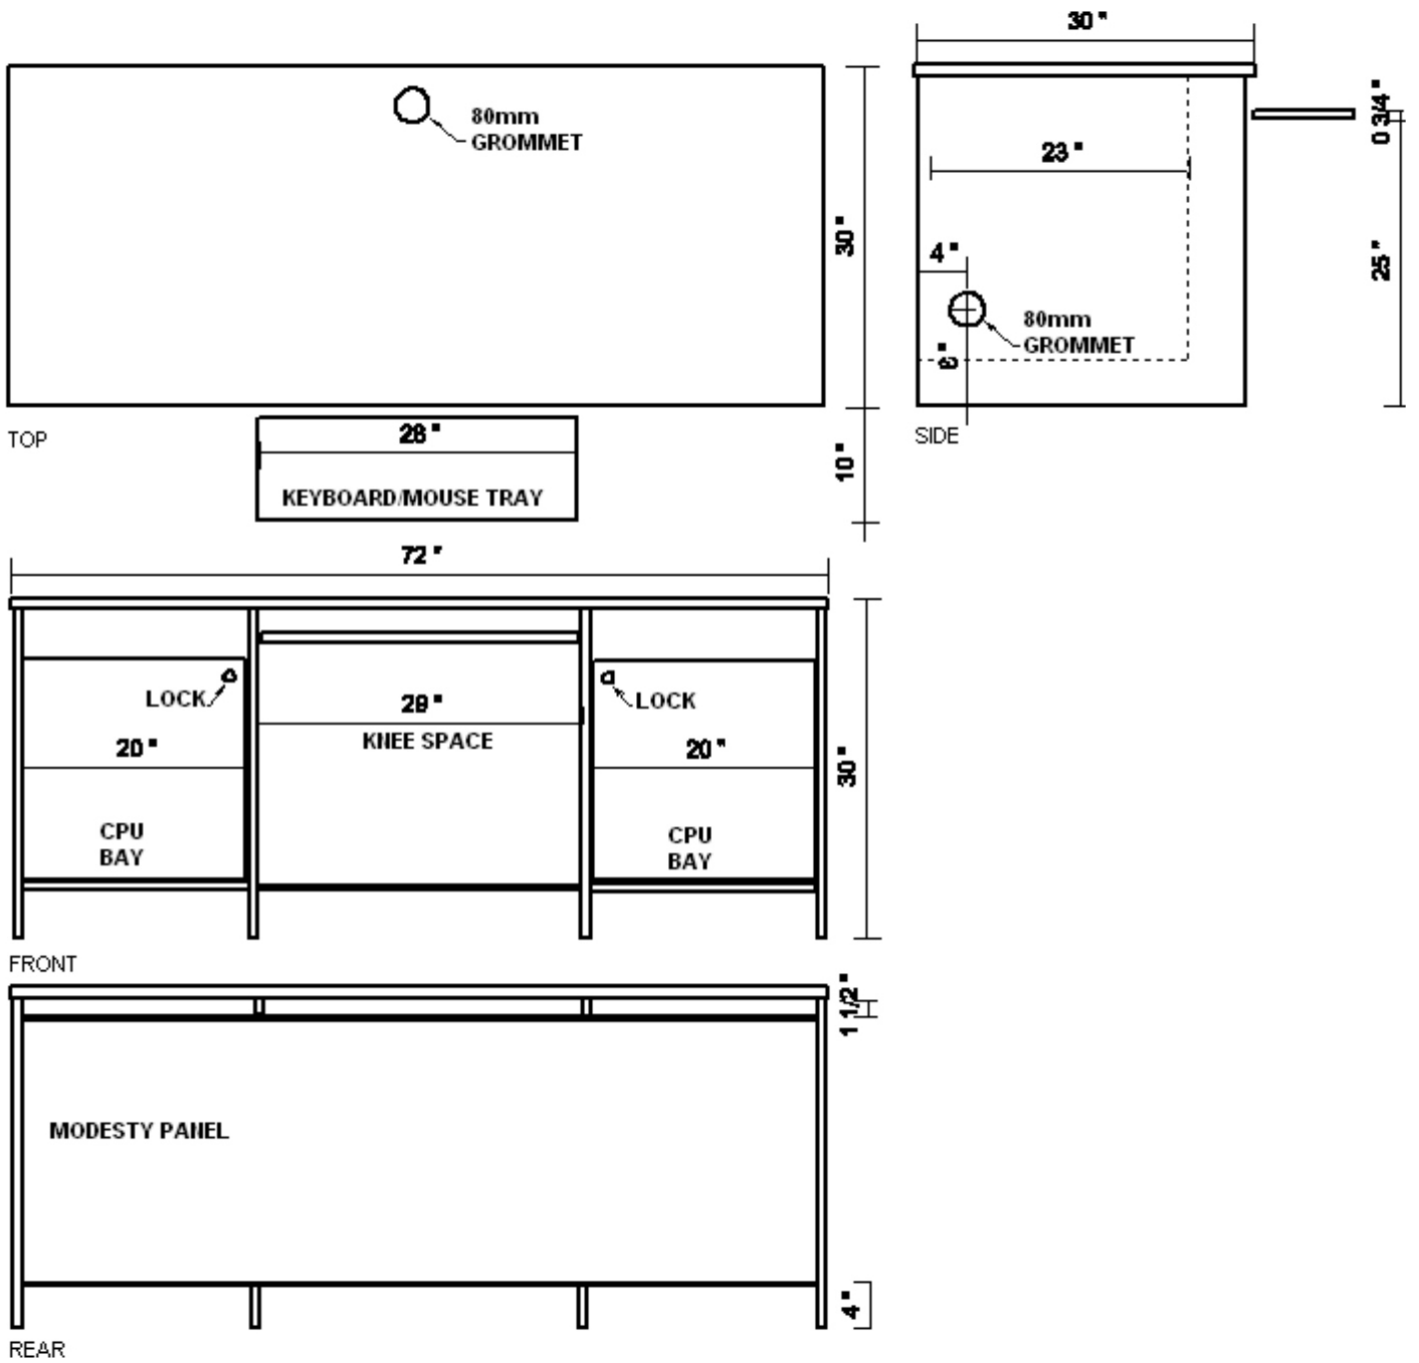 80mm
GROMMET
30"
TOP
28"
KEYBOARD/MOUSE TRAY
10"
30"
0 3/4"
23"
4"
25"
80mm
GROMMET
SIDE
72"
LOCK
LOCK
29"
KNEE SPACE
20"
20"
30"
CPU
BAY
CPU
BAY
FRONT
1 1/2"
MODESTY PANEL
4"
REAR